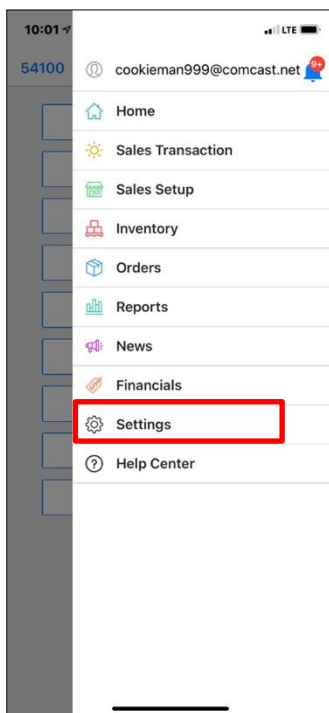 10:01
LTE
54100
cookieman999@comcast.net
9+
Home
Sales Transaction
Sales Setup
Inventory
Orders
Reports
News
Financials
Settings
Help Center